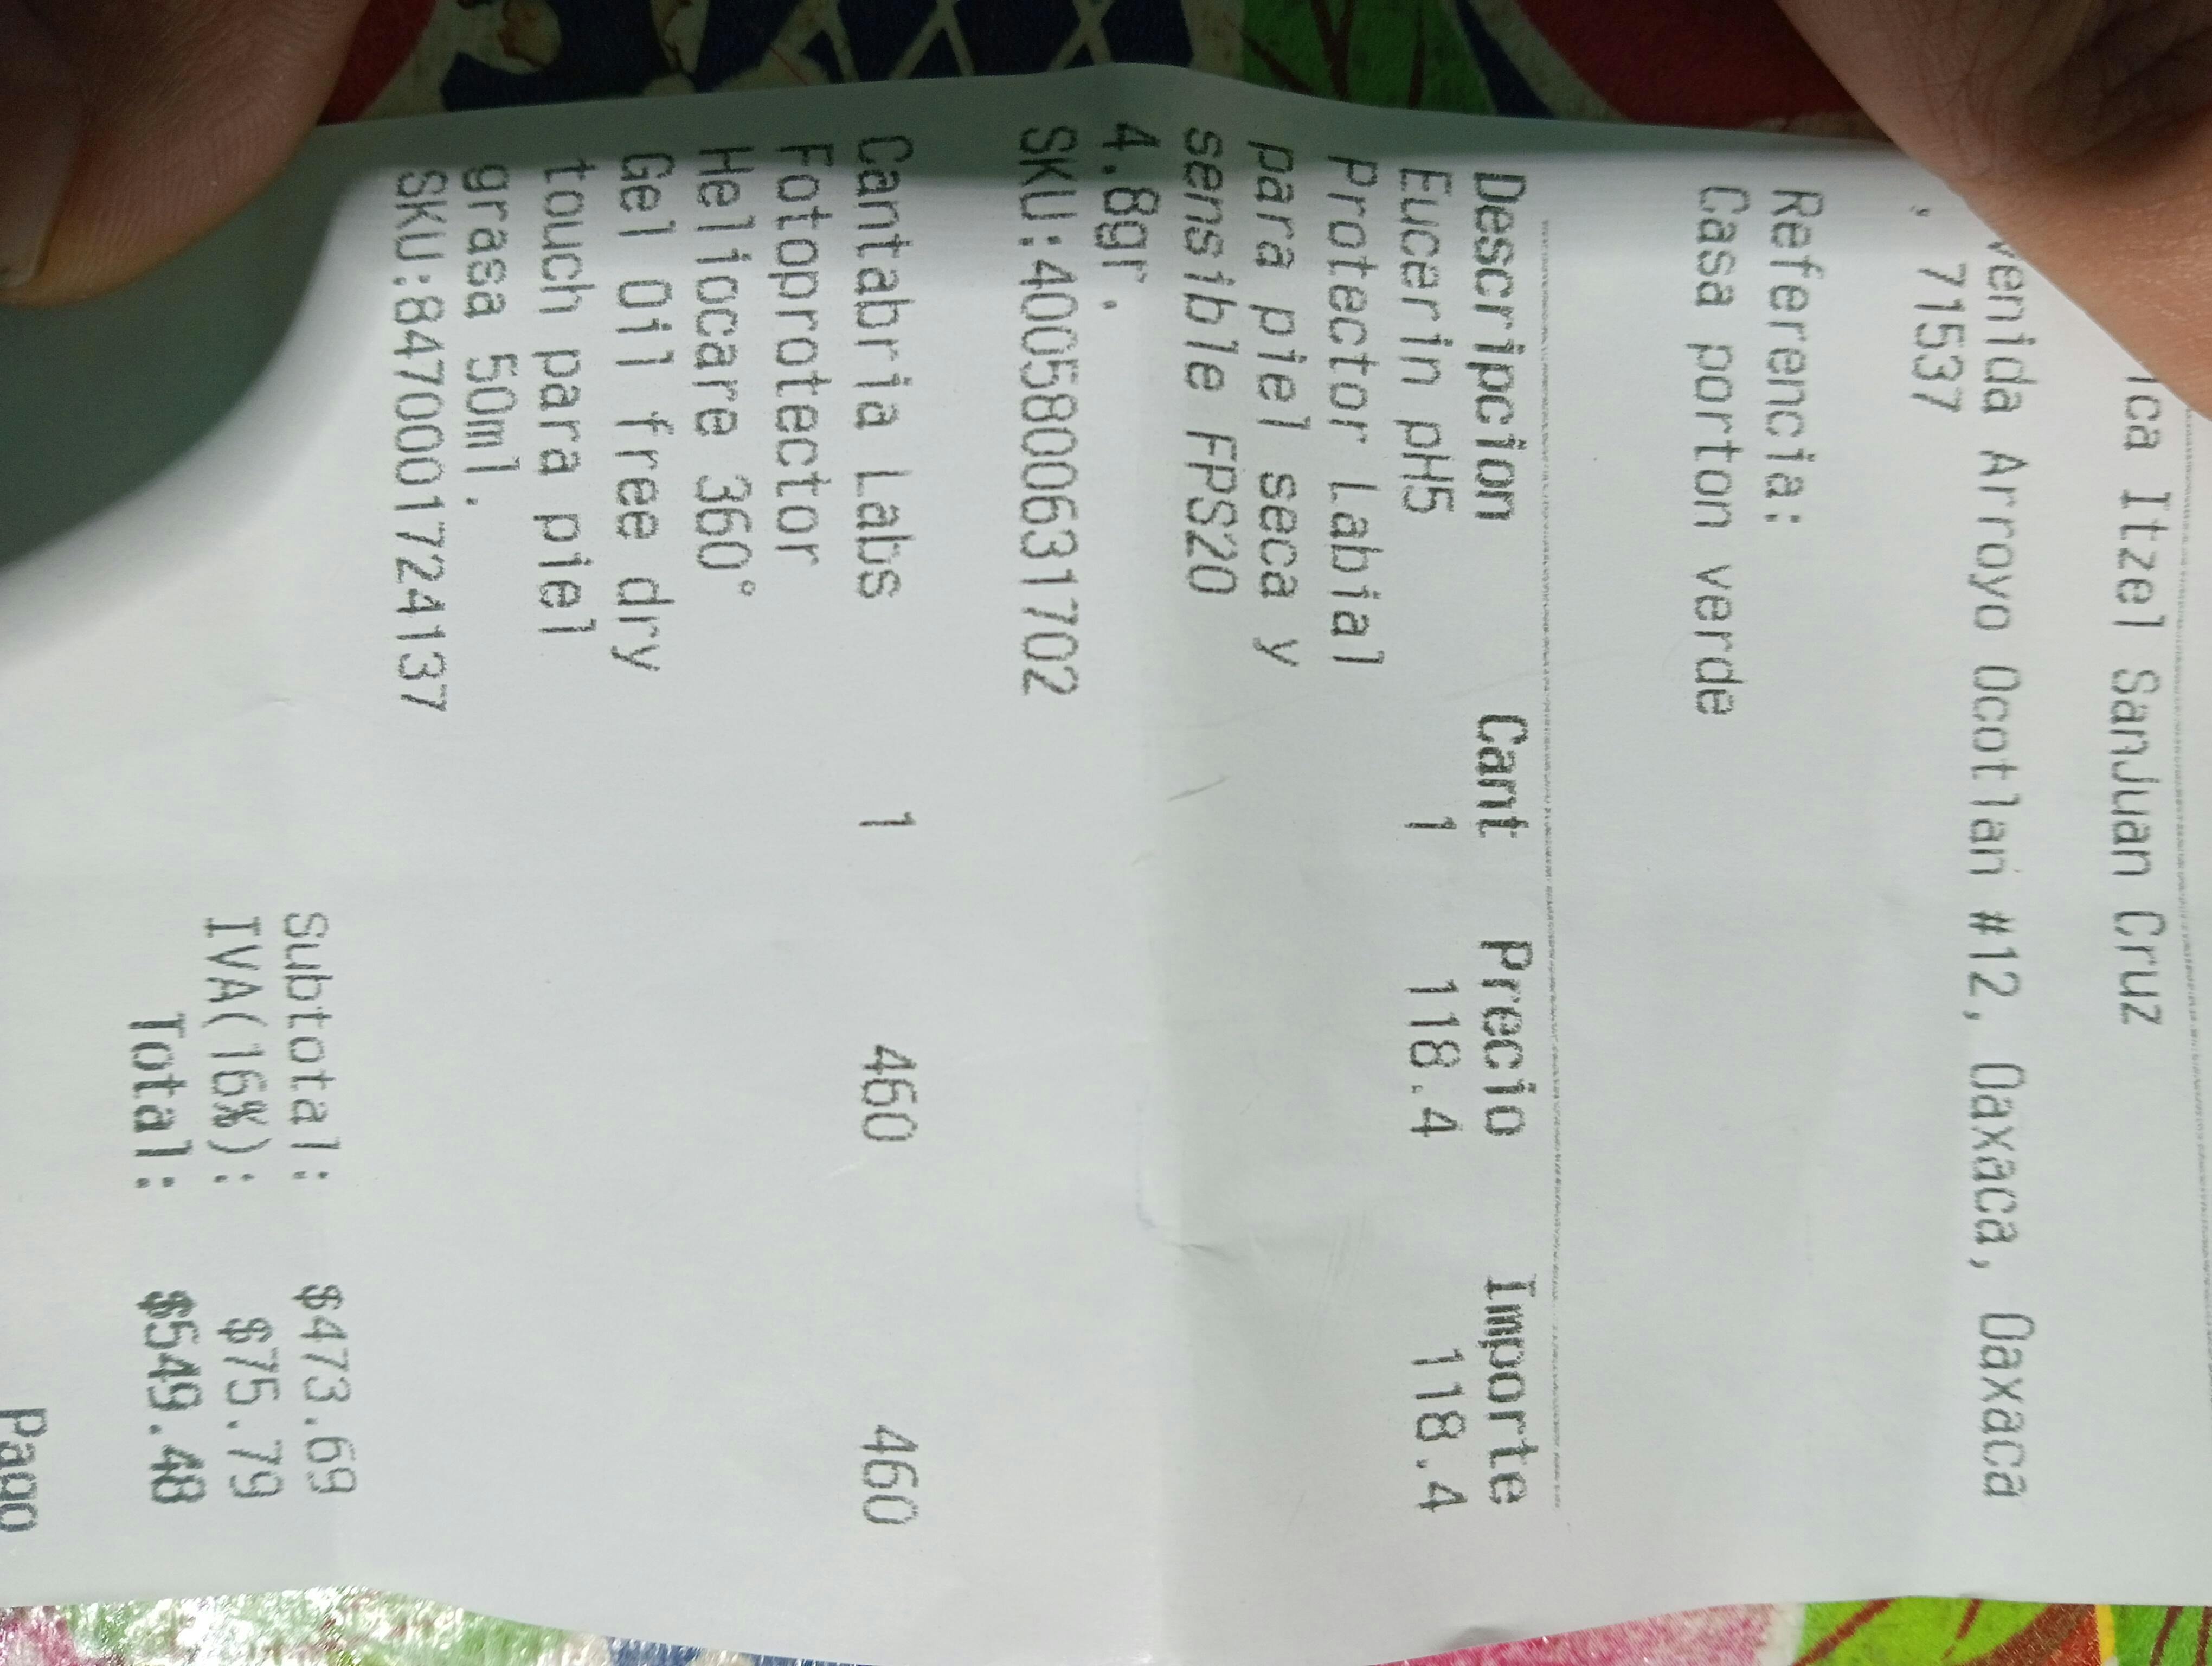 Itzel SanJuan Cruz
Arroyo Ocotlan #12, Oaxaca, Oaxaca
, 71537
Referencia:
Casa porton verde
Descripcion Cant Precio Importe
Eucerin pH5 1 118.4 118.4
Protector Labial
para piel seca y
sensible FPS20
4.8gr.
SKU:4005800631702
Cantabria Labs 1 460 460
Fotoprotector
Heliocare 360°
Gel Oil free dry
touch para piel
grasa 50ml.
SKU:8470001724137
Subtotal: $473.69
IVA(16%): $75.79
Total: $549.48
Pago